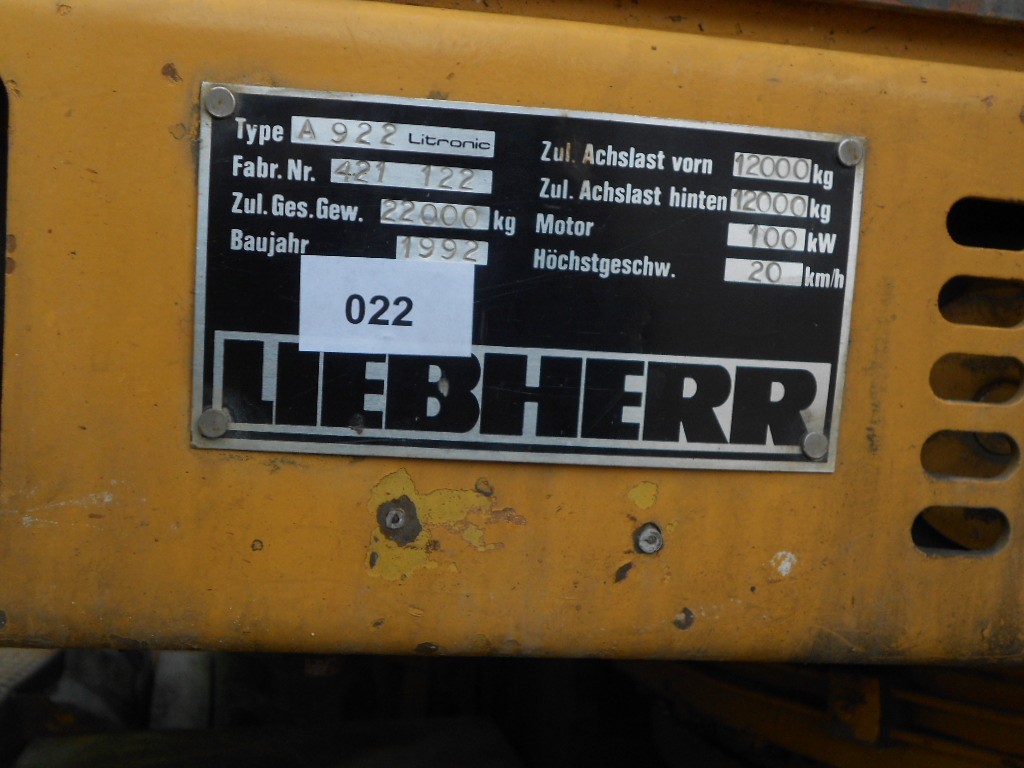 Type A 922 Litronic
Fabr. Nr. 421 122
Zul. Ges. Gew. 22000 kg
Baujahr 1992
Zul. Achslast vorn 12000 kg
Zul. Achslast hinten 12000 kg
Motor 100 kW
Höchstgeschw. 20 km/h
022
LIEBHERR